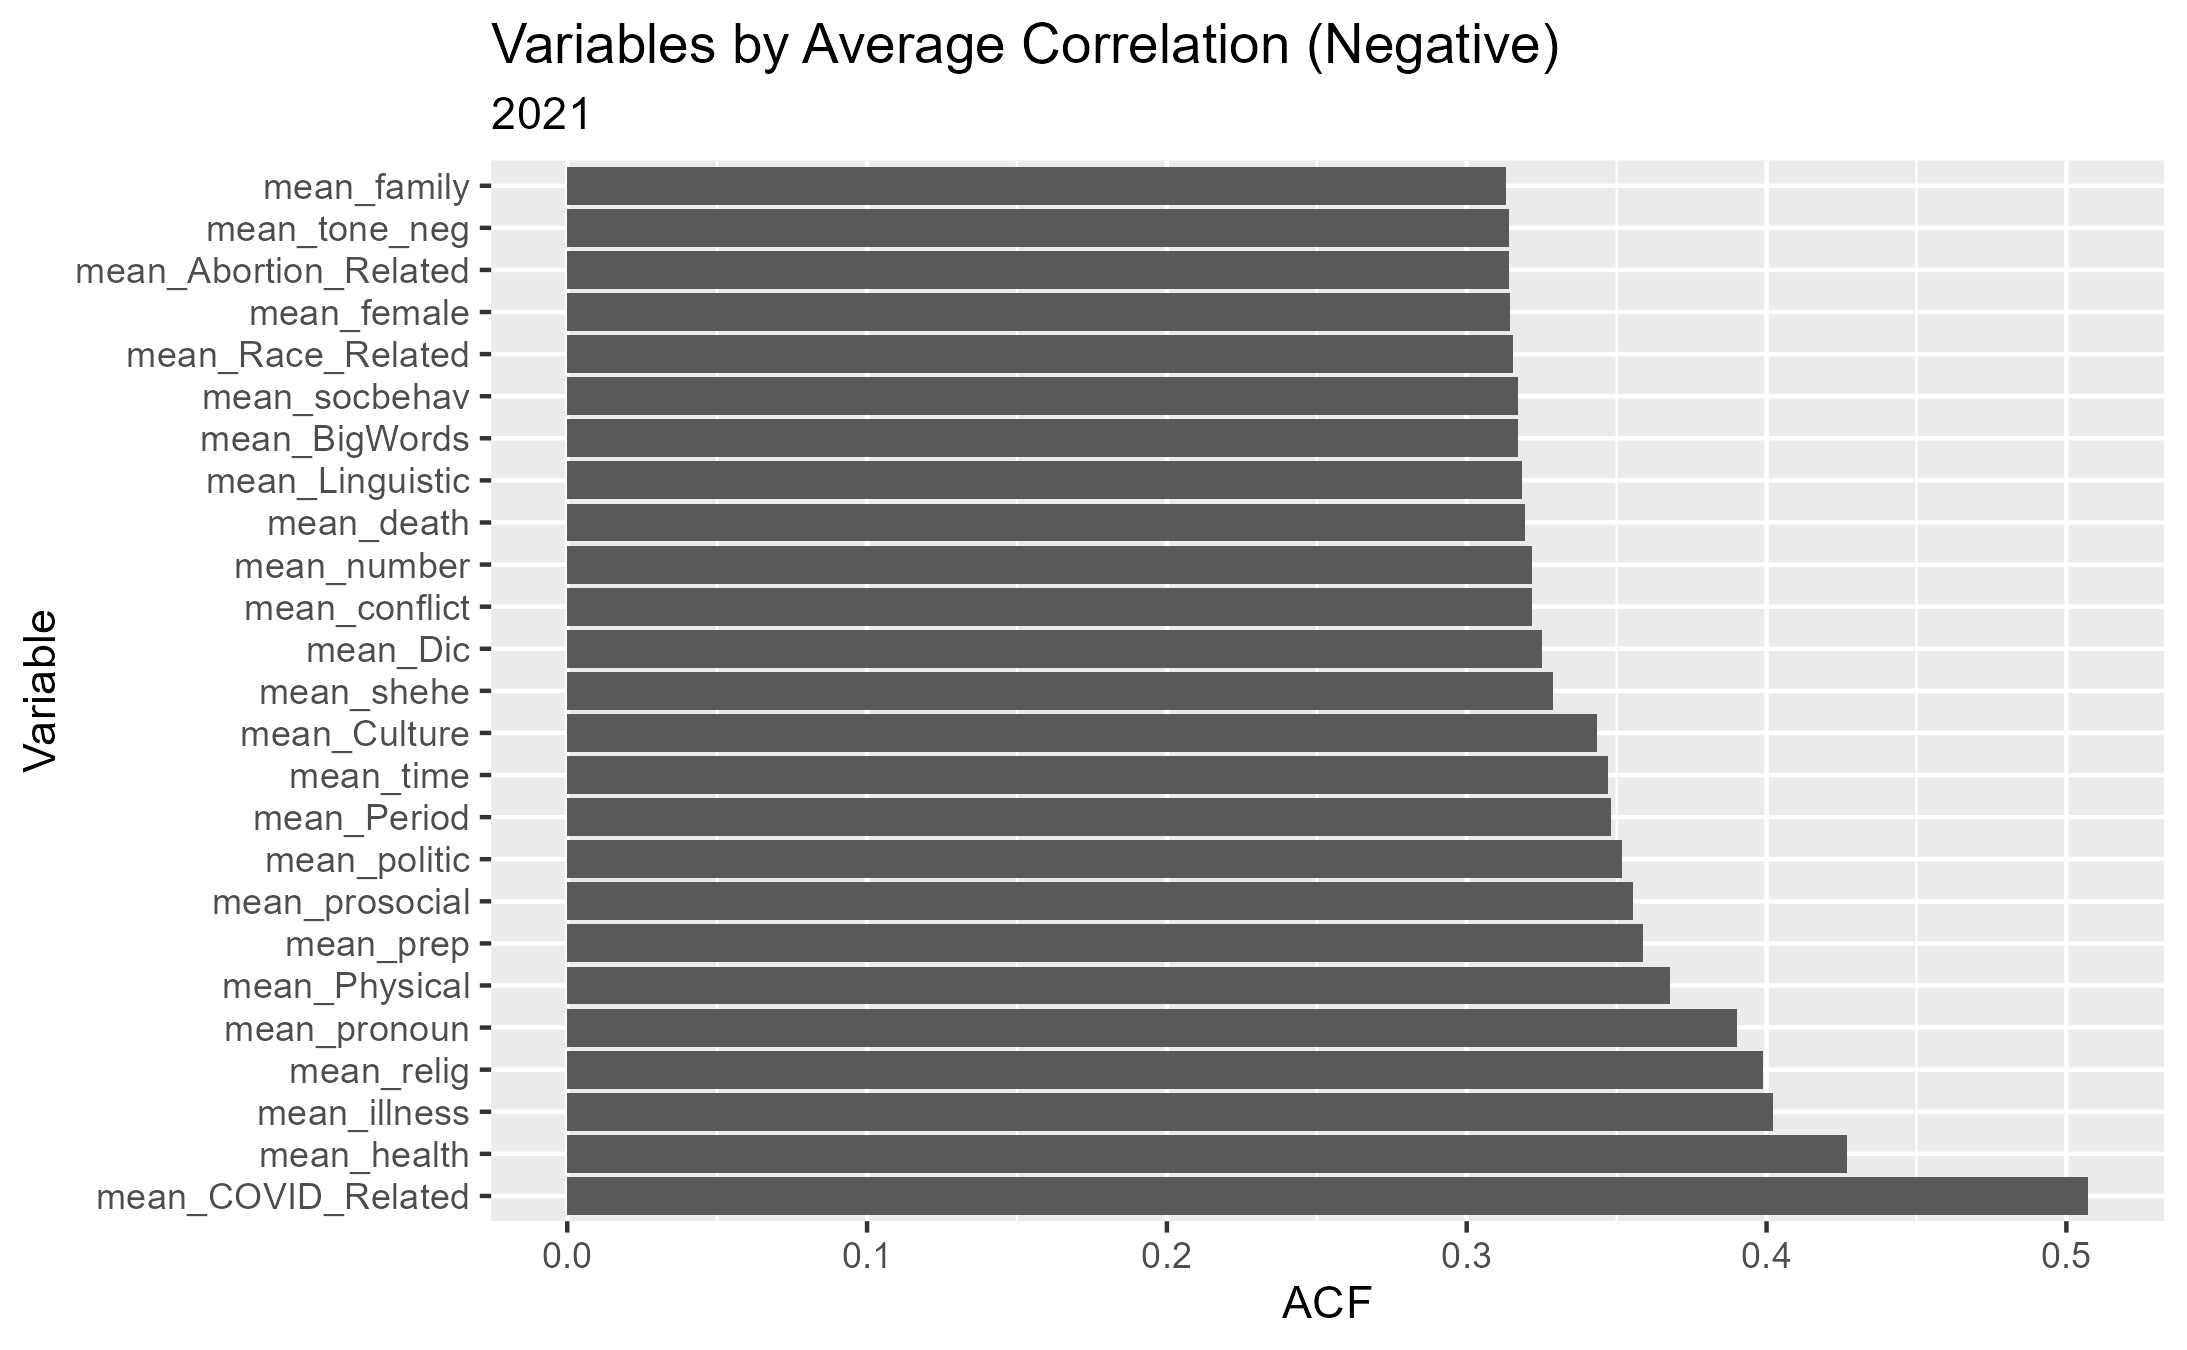 Variables by Average Correlation (Negative)
2021
Variable
mean_family
mean_tone_neg
mean_Abortion_Related
mean_female
mean_Race_Related
mean_socbehav
mean_BigWords
mean_Linguistic
mean_death
mean_number
mean_conflict
mean_Dic
mean_shehe
mean_Culture
mean_time
mean_Period
mean_politic
mean_prosocial
mean_prep
mean_Physical
mean_pronoun
mean_relig
mean_illness
mean_health
mean_COVID_Related
0.0 0.1 0.2 0.3 0.4 0.5
ACF